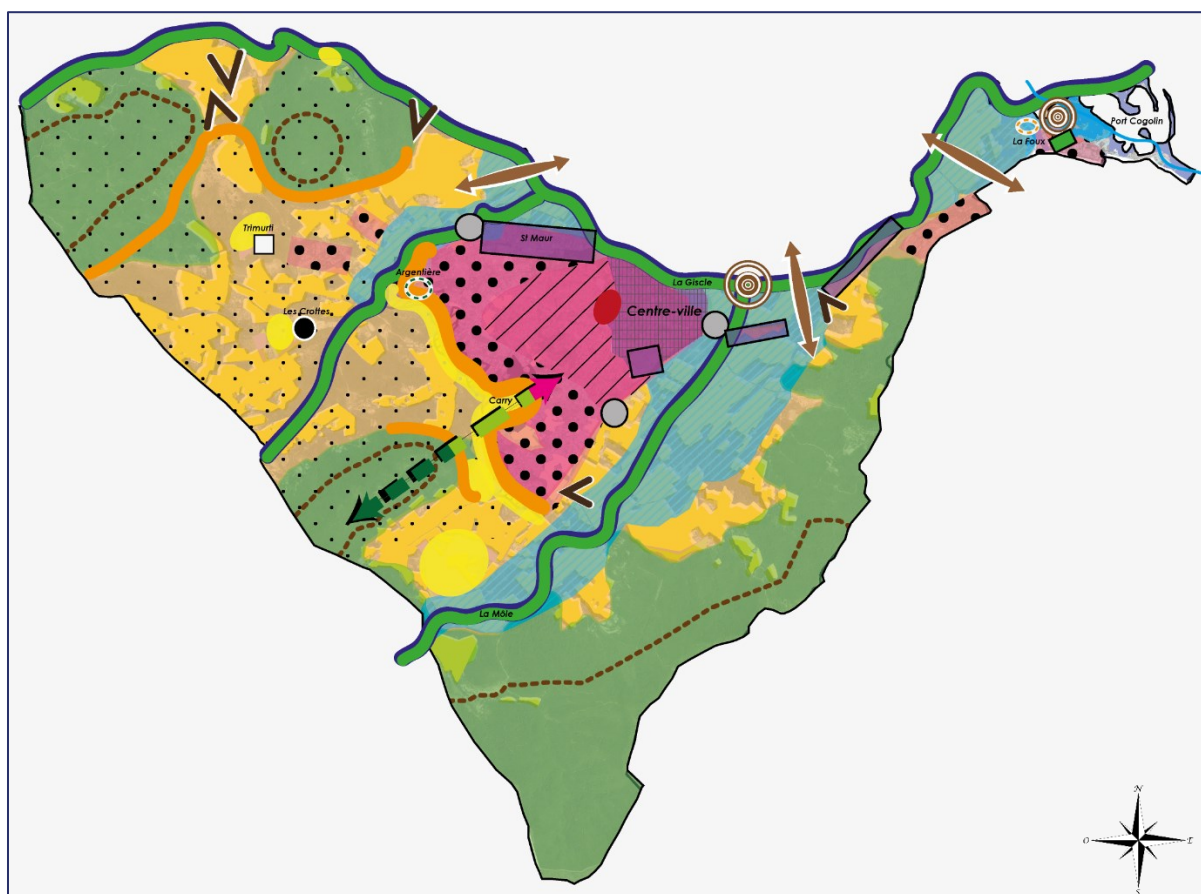 Port Cogolin
La Foux
Trimurti
St Maur
Argentière
La Giscle
Les Crottes
Centre-ville
Carry
La Môle
N
O
E
S